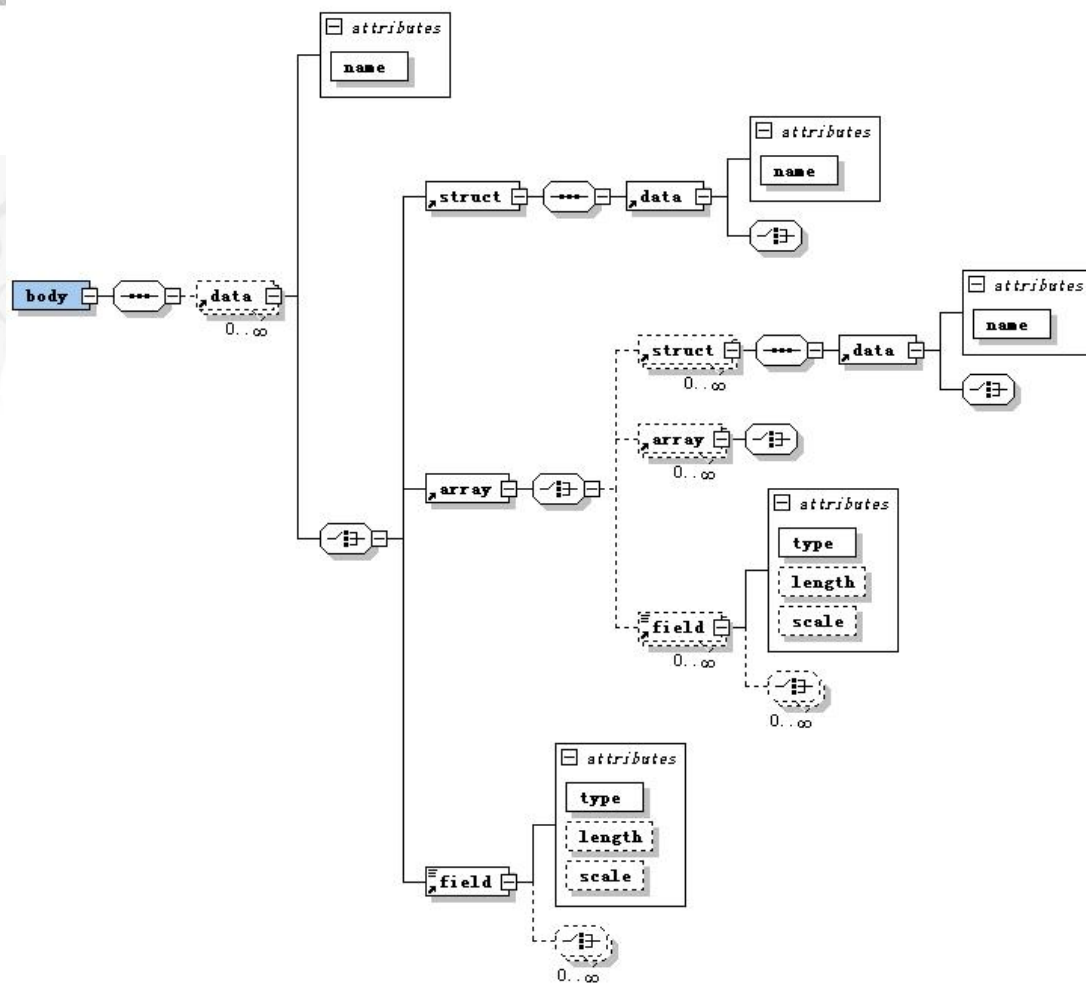 attributes
name
attributes
name
struct
data
body
data
0..∞
attributes
name
struct
data
0..∞
array
0..∞
array
attributes
type
length
scale
field
0..∞
0..∞
attributes
type
length
scale
field
0..∞